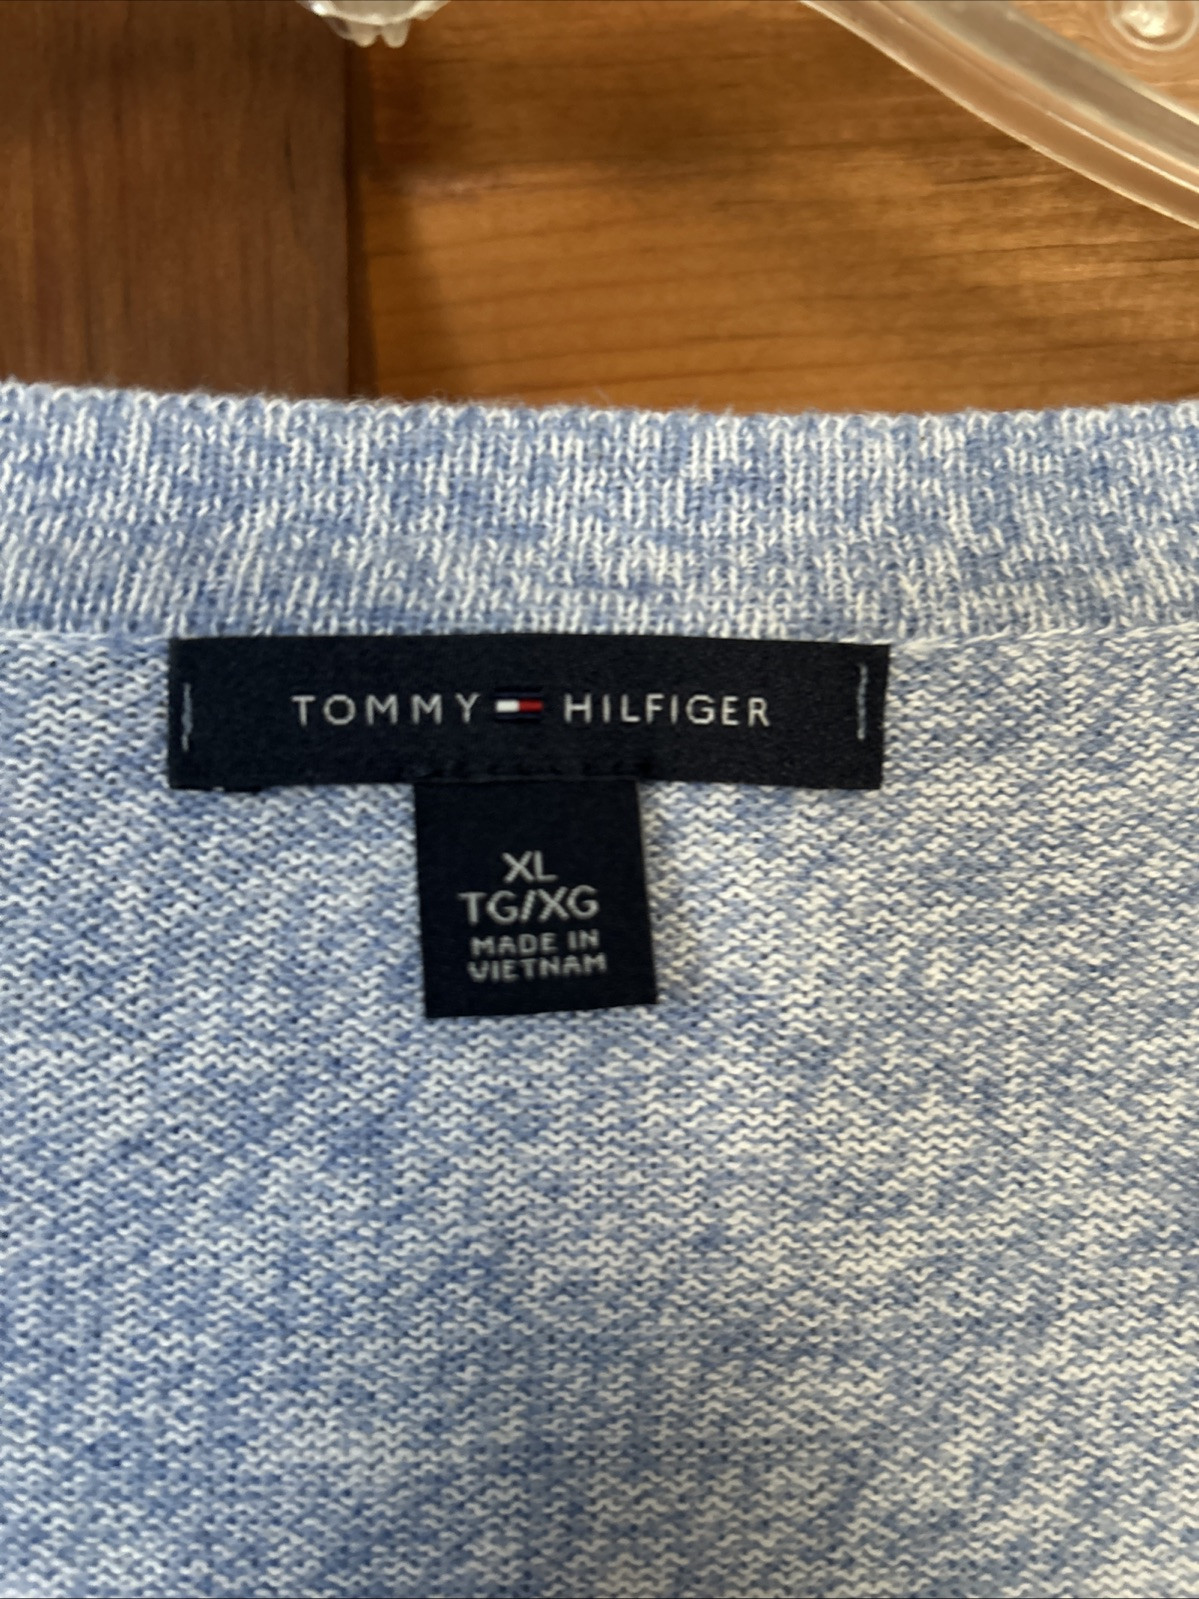 TOMMY HILFIGER
XL
TG/XG
MADE IN
VIETNAM